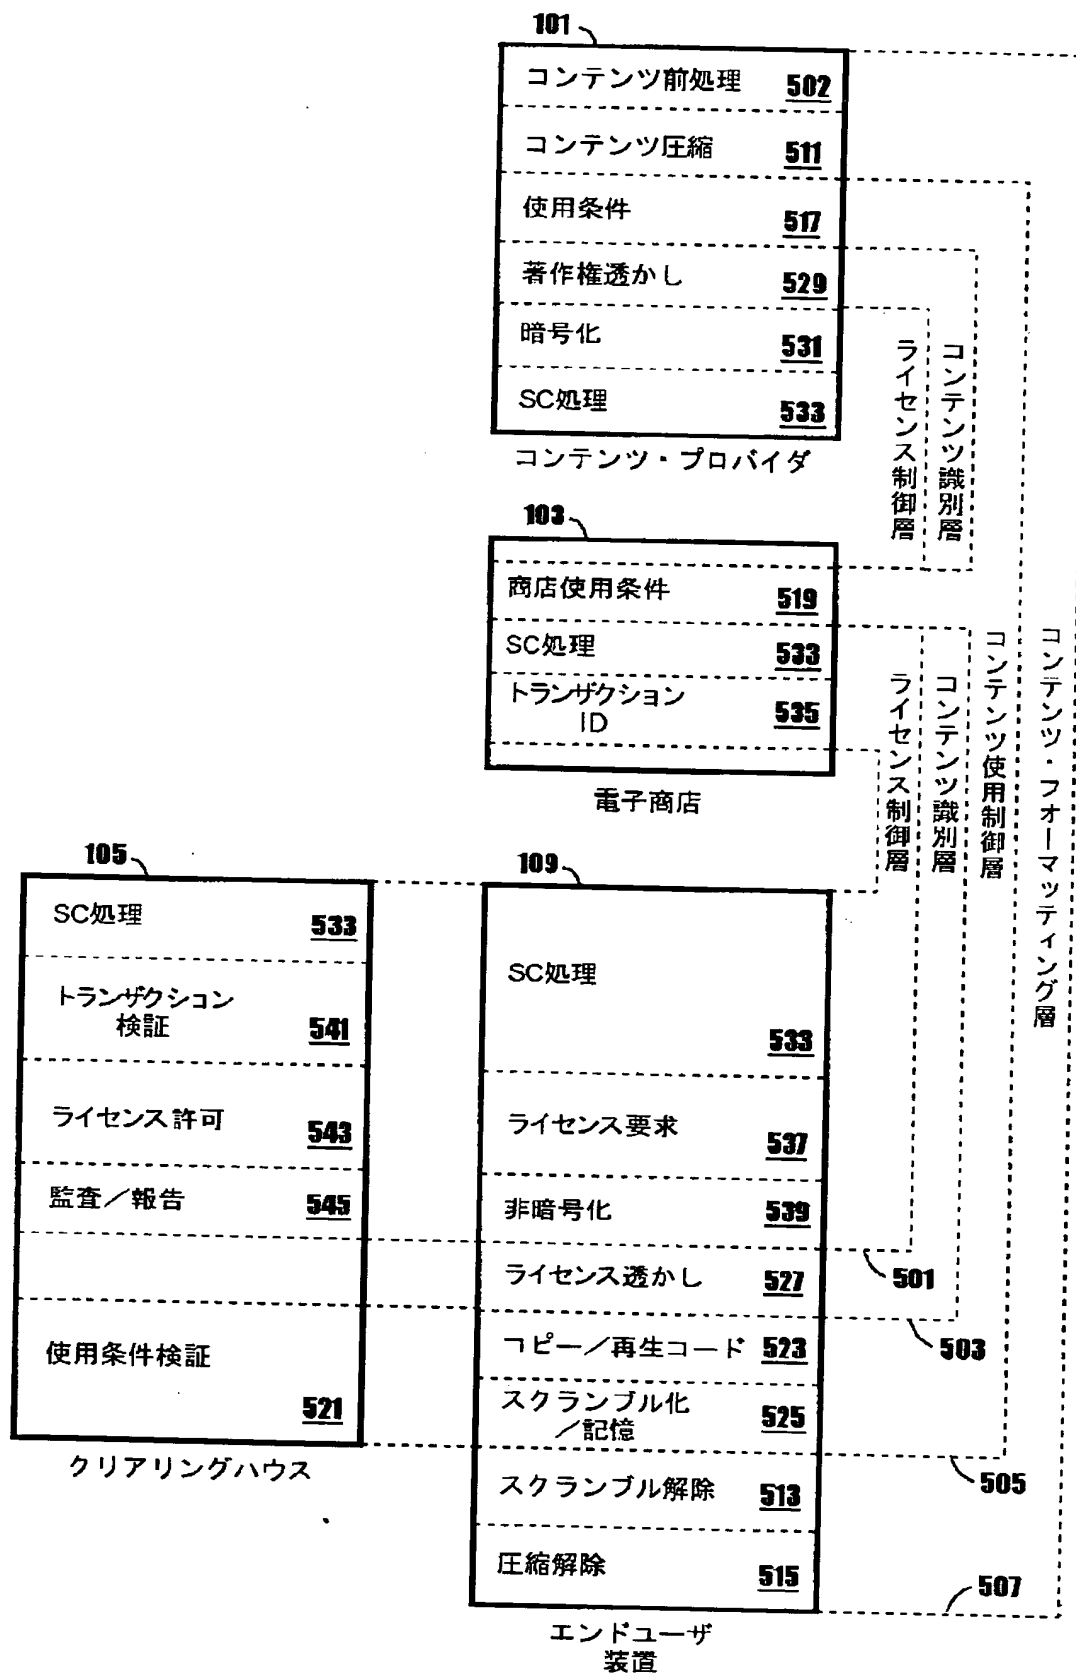 101
コンテンツ前処理 502
コンテンツ圧縮 511
使用条件 517
著作権透かし 529
暗号化 531
SC処理 533
コンテンツ・プロバイダ
ライセンス制御層
コンテンツ識別層
103
商店使用条件 519
SC処理 533
トランザクション
ID 535
電子商店
ライセンス制御層
コンテンツ識別層
コンテンツ使用制御層
コンテンツ・フォーマッティング層
105
SC処理 533
トランザクション
検証 541
ライセンス許可 543
監査/報告 545
使用条件検証
521
クリアリングハウス
109
SC処理
533
ライセンス要求 537
非暗号化 539
ライセンス透かし 527
コピー/再生コード 523
スクランブル化
/記憶 525
スクランブル解除 513
圧縮解除 515
エンドユーザ
装置
501
503
505
507